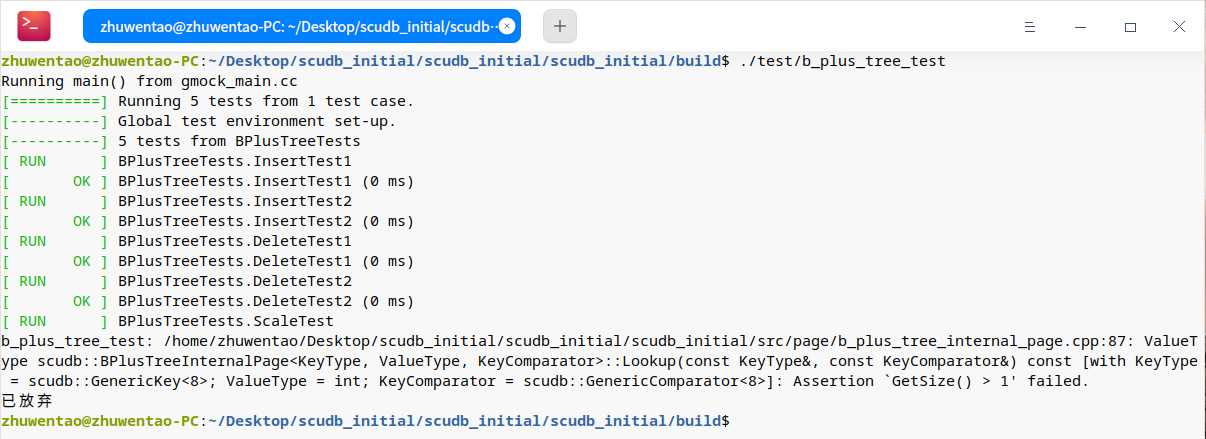 zhuwentao@zhuwentao-PC: ~/Desktop/scudb_initial/scudb···
zhuwentao@zhuwentao-PC:~/Desktop/scudb_initial/scudb_initial/scudb_initial/build$ ./test/b_plus_tree_test
Running main() from gmock_main.cc
[==========] Running 5 tests from 1 test case.
[----------] Global test environment set-up.
[----------] 5 tests from BPlusTreeTests
[ RUN      ] BPlusTreeTests.InsertTest1
[       OK ] BPlusTreeTests.InsertTest1 (0 ms)
[ RUN      ] BPlusTreeTests.InsertTest2
[       OK ] BPlusTreeTests.InsertTest2 (0 ms)
[ RUN      ] BPlusTreeTests.DeleteTest1
[       OK ] BPlusTreeTests.DeleteTest1 (0 ms)
[ RUN      ] BPlusTreeTests.DeleteTest2
[       OK ] BPlusTreeTests.DeleteTest2 (0 ms)
[ RUN      ] BPlusTreeTests.ScaleTest
b_plus_tree_test: /home/zhuwentao/Desktop/scudb_initial/scudb_initial/scudb_initial/src/page/b_plus_tree_internal_page.cpp:87: ValueT
ype scudb::BPlusTreeInternalPage<KeyType, ValueType, KeyComparator>::Lookup(const KeyType&, const KeyComparator&) const [with KeyType
 = scudb::GenericKey<8>; ValueType = int; KeyComparator = scudb::GenericComparator<8>]: Assertion `GetSize() > 1' failed.
已放弃
zhuwentao@zhuwentao-PC:~/Desktop/scudb_initial/scudb_initial/scudb_initial/build$